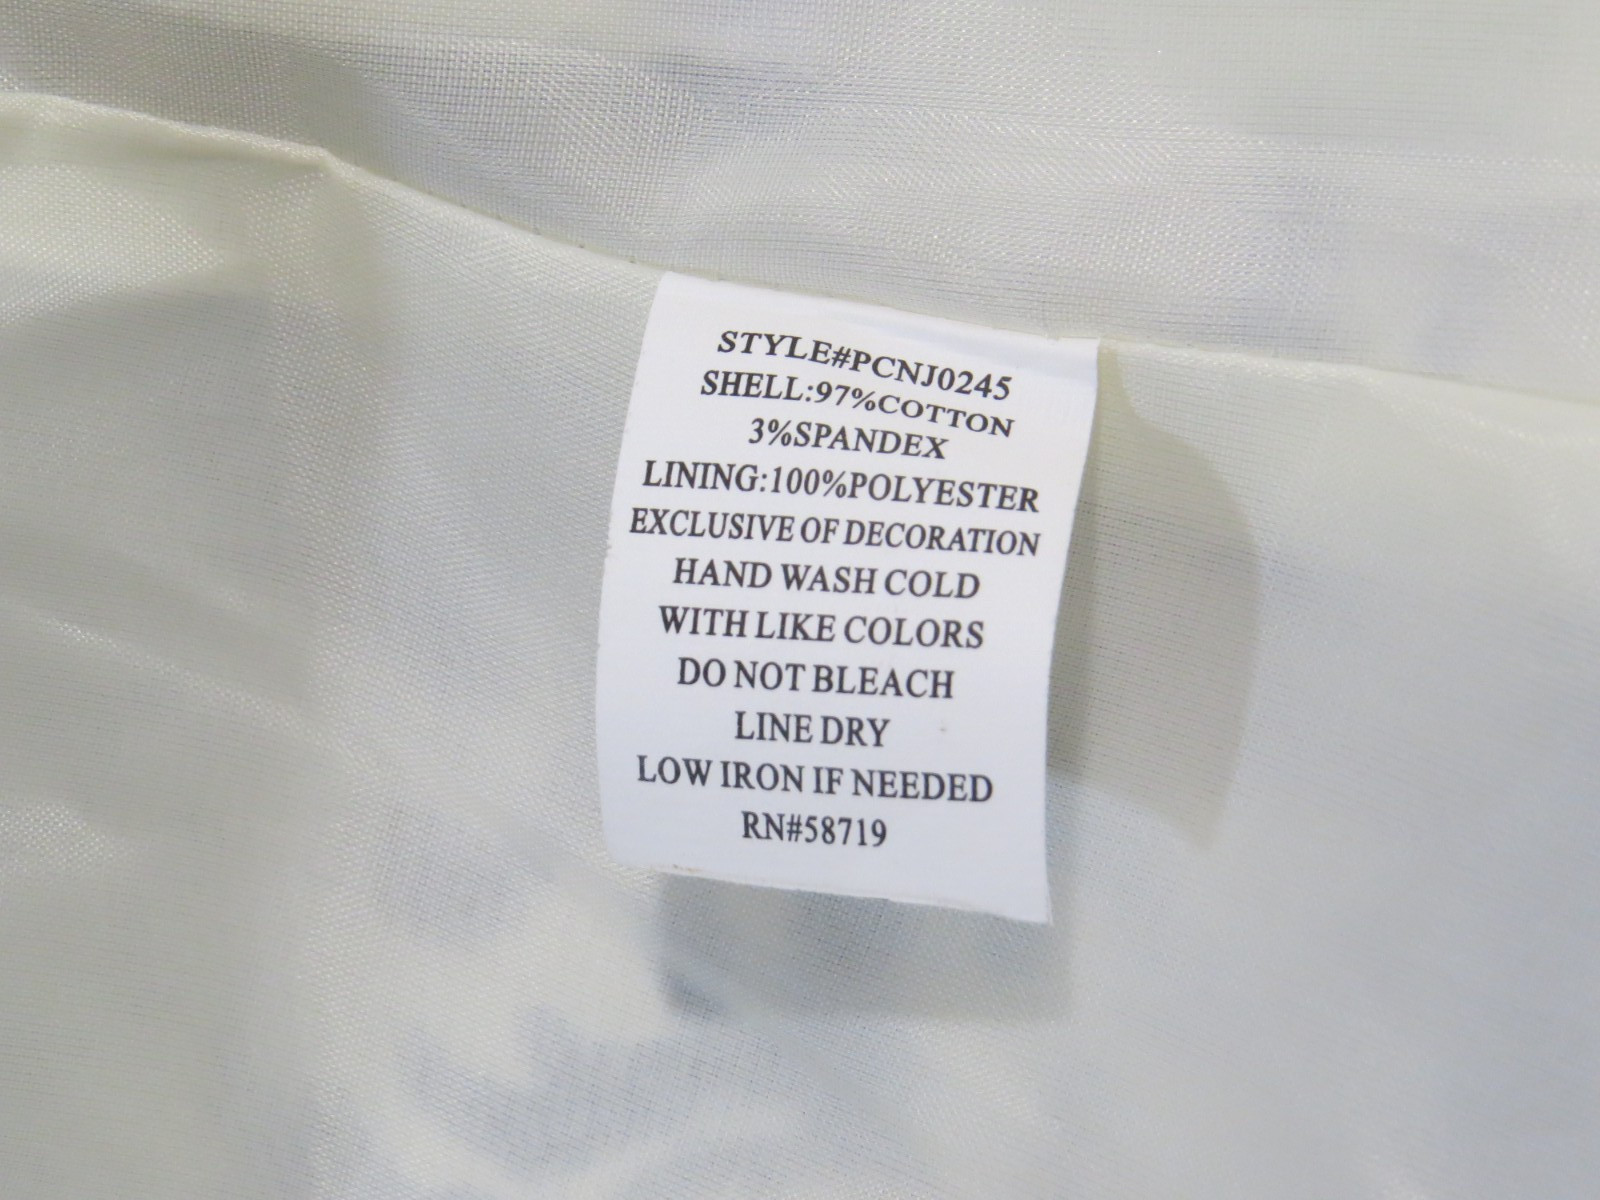 STYLE#PCNJ0245
SHELL:97%COTTON
3%SPANDEX
LINING:100%POLYESTER
EXCLUSIVE OF DECORATION
HAND WASH COLD
WITH LIKE COLORS
DO NOT BLEACH
LINE DRY
LOW IRON IF NEEDED
RN#58719